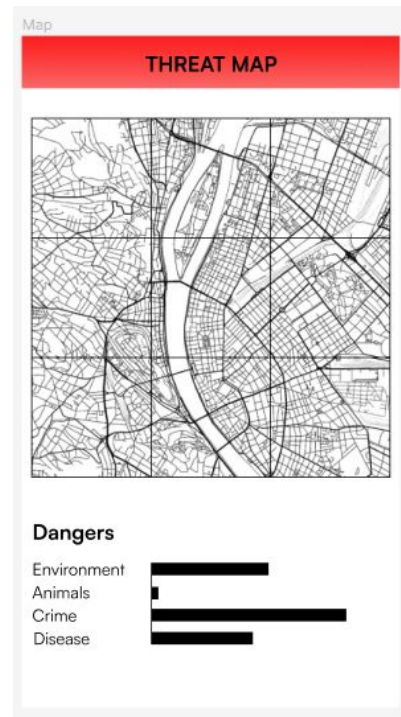 Map
THREAT MAP
Dangers
Environment
Animals
Crime
Disease